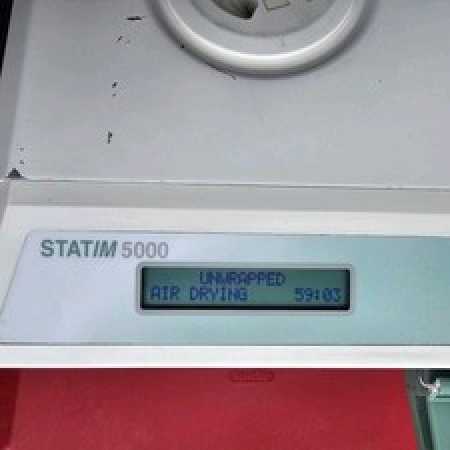 STATIM 5000
UNWRAPPED
AIR DRYING 59:03